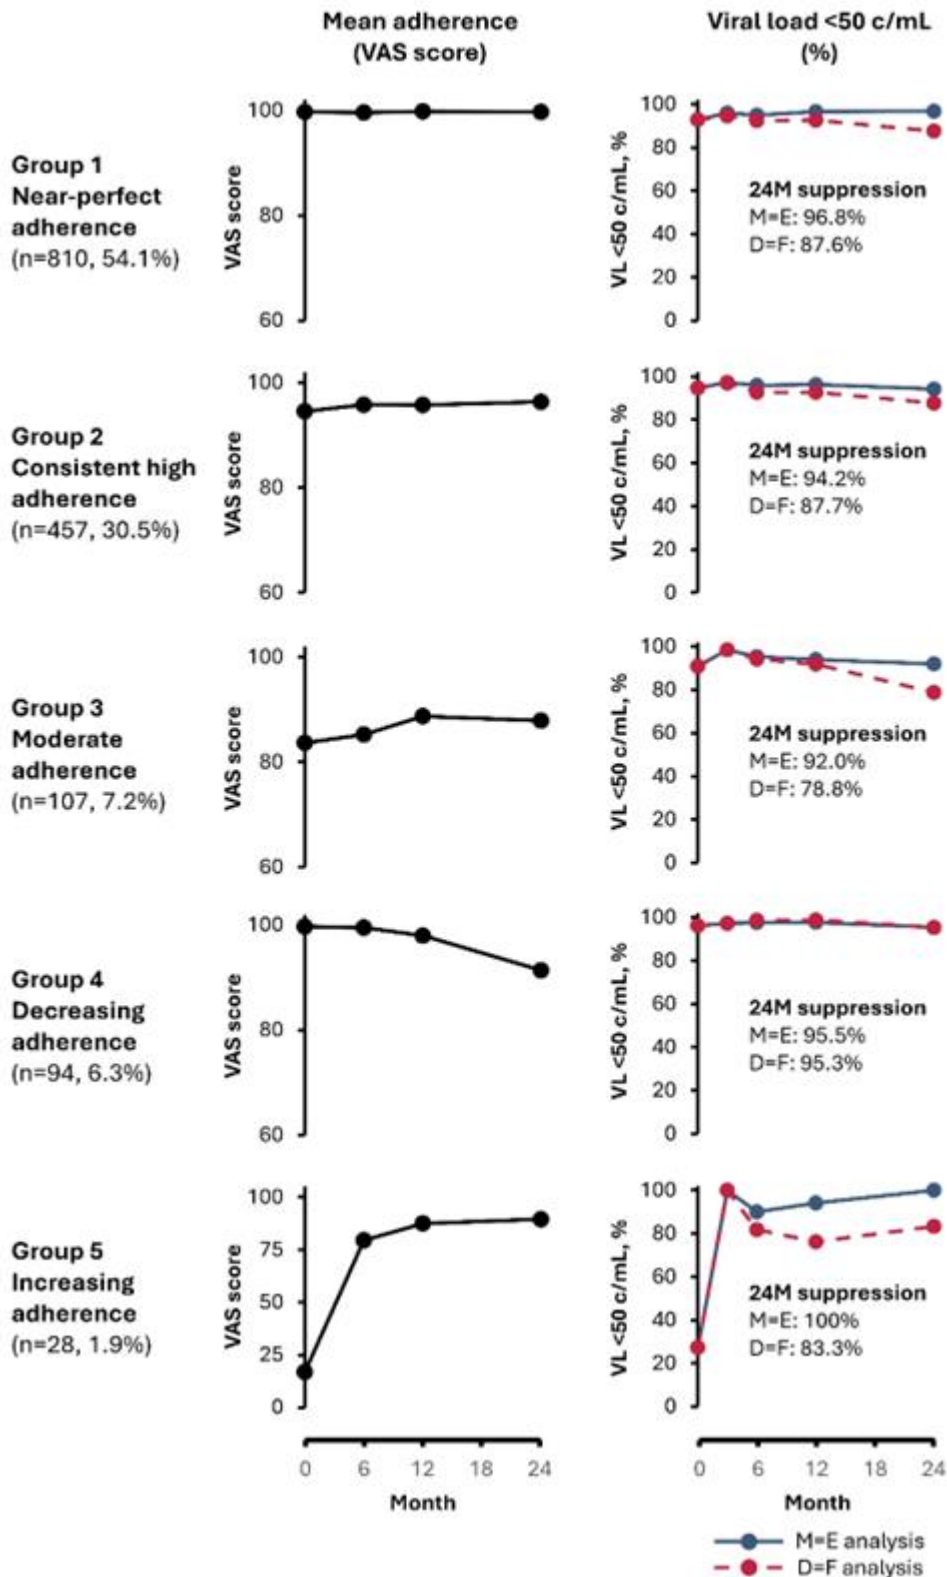 Mean adherence
(VAS score)
Viral load <50 c/mL
(%)
Group 1
Near-perfect
adherence
(n=810, 54.1%)
VAS score
100
80
60
VL <50 c/mL, %
100
80
60
40
20
0
24M suppression
M=E: 96.8%
D=F: 87.6%
Group 2
Consistent high
adherence
(n=457, 30.5%)
VAS score
100
80
60
VL <50 c/mL, %
100
80
60
40
20
0
24M suppression
M=E: 94.2%
D=F: 87.7%
Group 3
Moderate
adherence
(n=107, 7.2%)
VAS score
100
80
60
VL <50 c/mL, %
100
80
60
40
20
0
24M suppression
M=E: 92.0%
D=F: 78.8%
Group 4
Decreasing
adherence
(n=94, 6.3%)
VAS score
100
80
60
VL <50 c/mL, %
100
80
60
40
20
0
24M suppression
M=E: 95.5%
D=F: 95.3%
Group 5
Increasing
adherence
(n=28, 1.9%)
VAS score
100
75
50
25
0
VL <50 c/mL, %
100
80
60
40
20
0
24M suppression
M=E: 100%
D=F: 83.3%
0 6 12 18 24
Month
0 6 12 18 24
Month
M=E analysis
D=F analysis